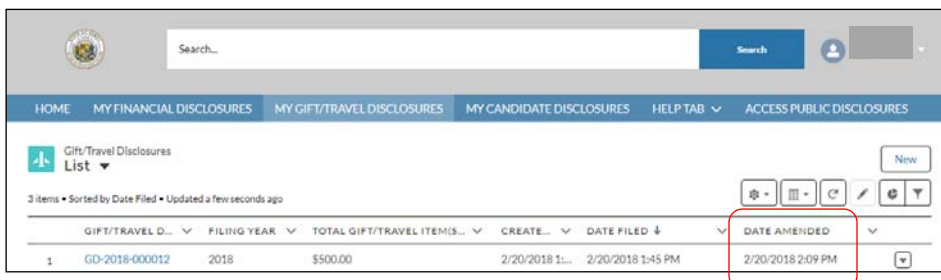 Search... Search
HOME MY FINANCIAL DISCLOSURES MY GIFT/TRAVEL DISCLOSURES MY CANDIDATE DISCLOSURES HELP TAB ACCESS PUBLIC DISCLOSURES
Gift/Travel Disclosures
List New
3 items • Sorted by Date Filed • Updated a few seconds ago
GIFT/TRAVEL D... FILING YEAR TOTAL GIFT/TRAVEL ITEM(S... CREATE... DATE FILED DATE AMENDED
1 GD-2018-000012 2018 $500.00 2/20/2018 1:... 2/20/2018 1:45 PM 2/20/2018 2:09 PM